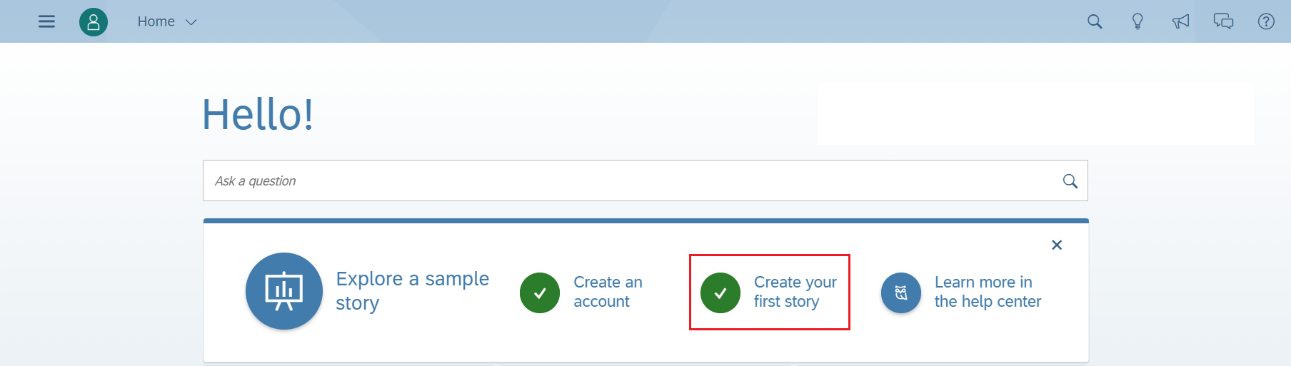 Home
Hello!
Ask a question
Explore a sample
story
Create an
account
Create your
first story
Learn more in
the help center